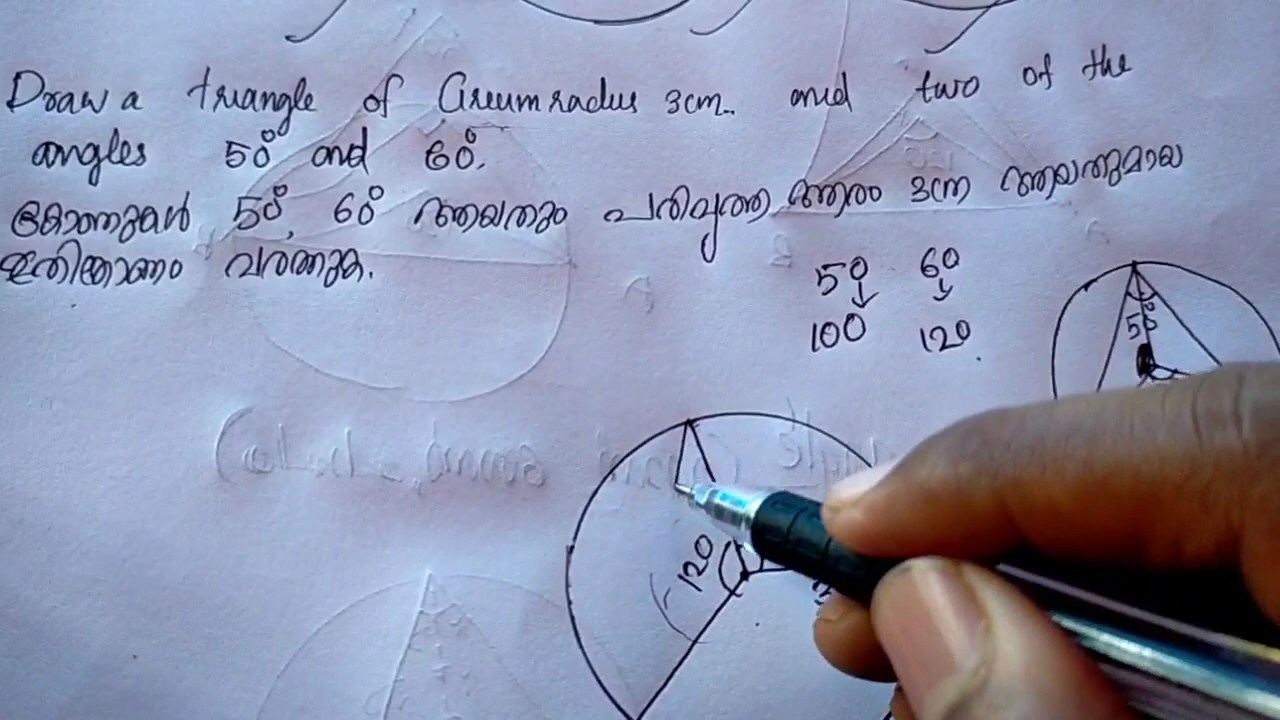 Draw a triangle of Circumradus 3cm. and two of the
angles 50° and 60°.
കോണുകൾ 50°, 60° ആയതും പരിവൃത്ത ആരം 3cm ആയതുമായ
ത്രികോണം വരക്കുക.
50 60
100 120
50
120